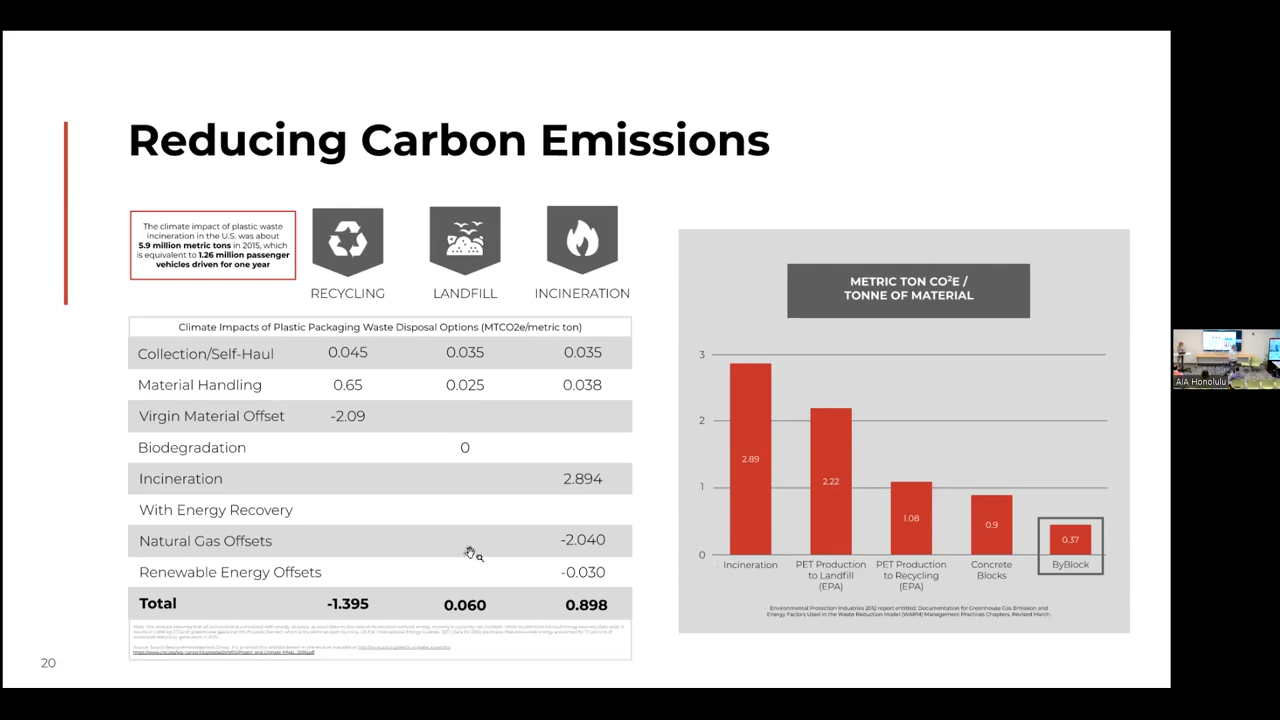 Reducing Carbon Emissions
The climate impact of plastic waste
incineration in the U.S. was about
5.9 million metric tons in 2015, which
is equivalent to 1.26 million passenger
vehicles driven for one year
RECYCLING LANDFILL INCINERATION
Climate Impacts of Plastic Packaging Waste Disposal Options (MTCO2e/metric ton)
Collection/Self-Haul 0.045 0.035 0.035
Material Handling 0.65 0.025 0.038
Virgin Material Offset -2.09
Biodegradation 0
Incineration 2.894
With Energy Recovery
Natural Gas Offsets -2.040
Renewable Energy Offsets -0.030
Total -1.395 0.060 0.898
20
METRIC TON CO²E /
TONNE OF MATERIAL
3
2
1
0
2.89
2.22
1.08
0.9
0.37
Incineration
PET Production
to Landfill
(EPA)
PET Production
to Recycling
(EPA)
Concrete
Blocks
ByBlock
Environmental Protection Industries 2012 report entitled: Documentation for Greenhouse Gas Emission and
Energy Factors Used in the Waste Reduction Model (WARM) Management Practices Chapters, Revised March.
AIA Honolulu